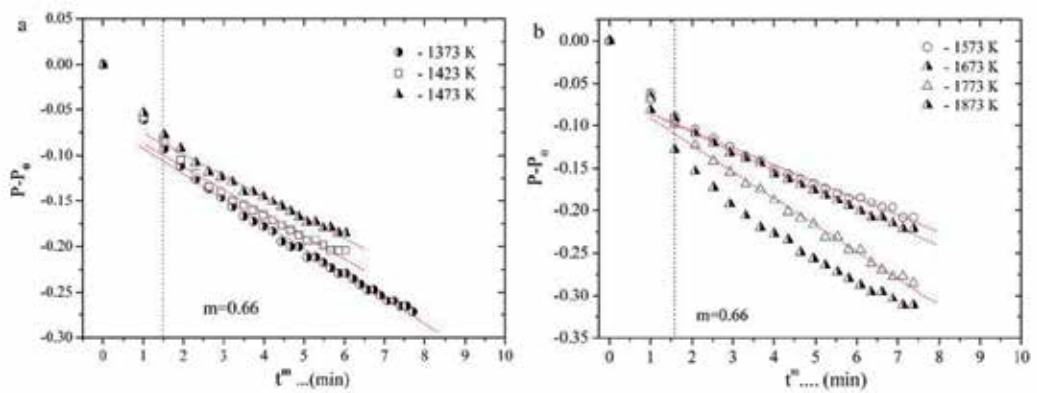 a
0.05
0.00
-0.05
-0.10
-0.15
-0.20
-0.25
-0.30
P-P₀
0 1 2 3 4 5 6 7 8 9 10
tᵐ ...(min)
m=0.66
- 1373 K
- 1423 K
- 1473 K
b
0.00
-0.05
-0.10
-0.15
-0.20
-0.25
-0.30
-0.35
P-P₀
0 1 2 3 4 5 6 7 8 9 10
tᵐ.... (min)
m=0.66
- 1573 K
- 1673 K
- 1773 K
- 1873 K